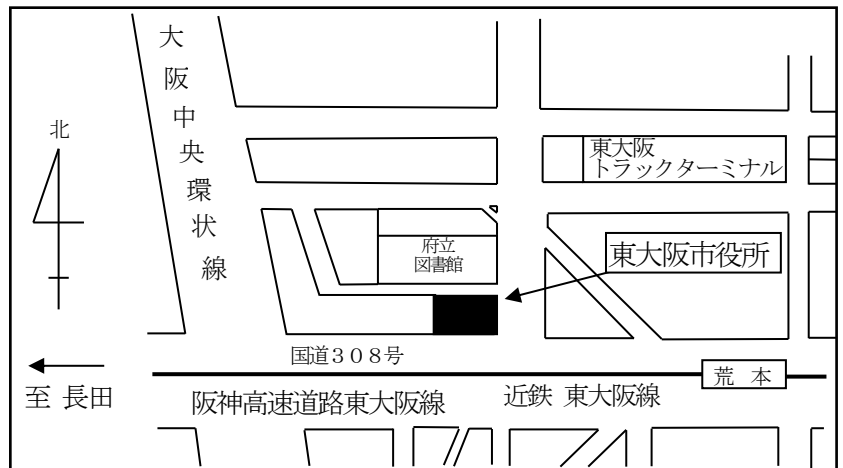 大阪中央環状線
北
東大阪
トラックターミナル
府立
図書館
東大阪市役所
国道308号
荒 本
至 長田
阪神高速道路東大阪線
近鉄 東大阪線